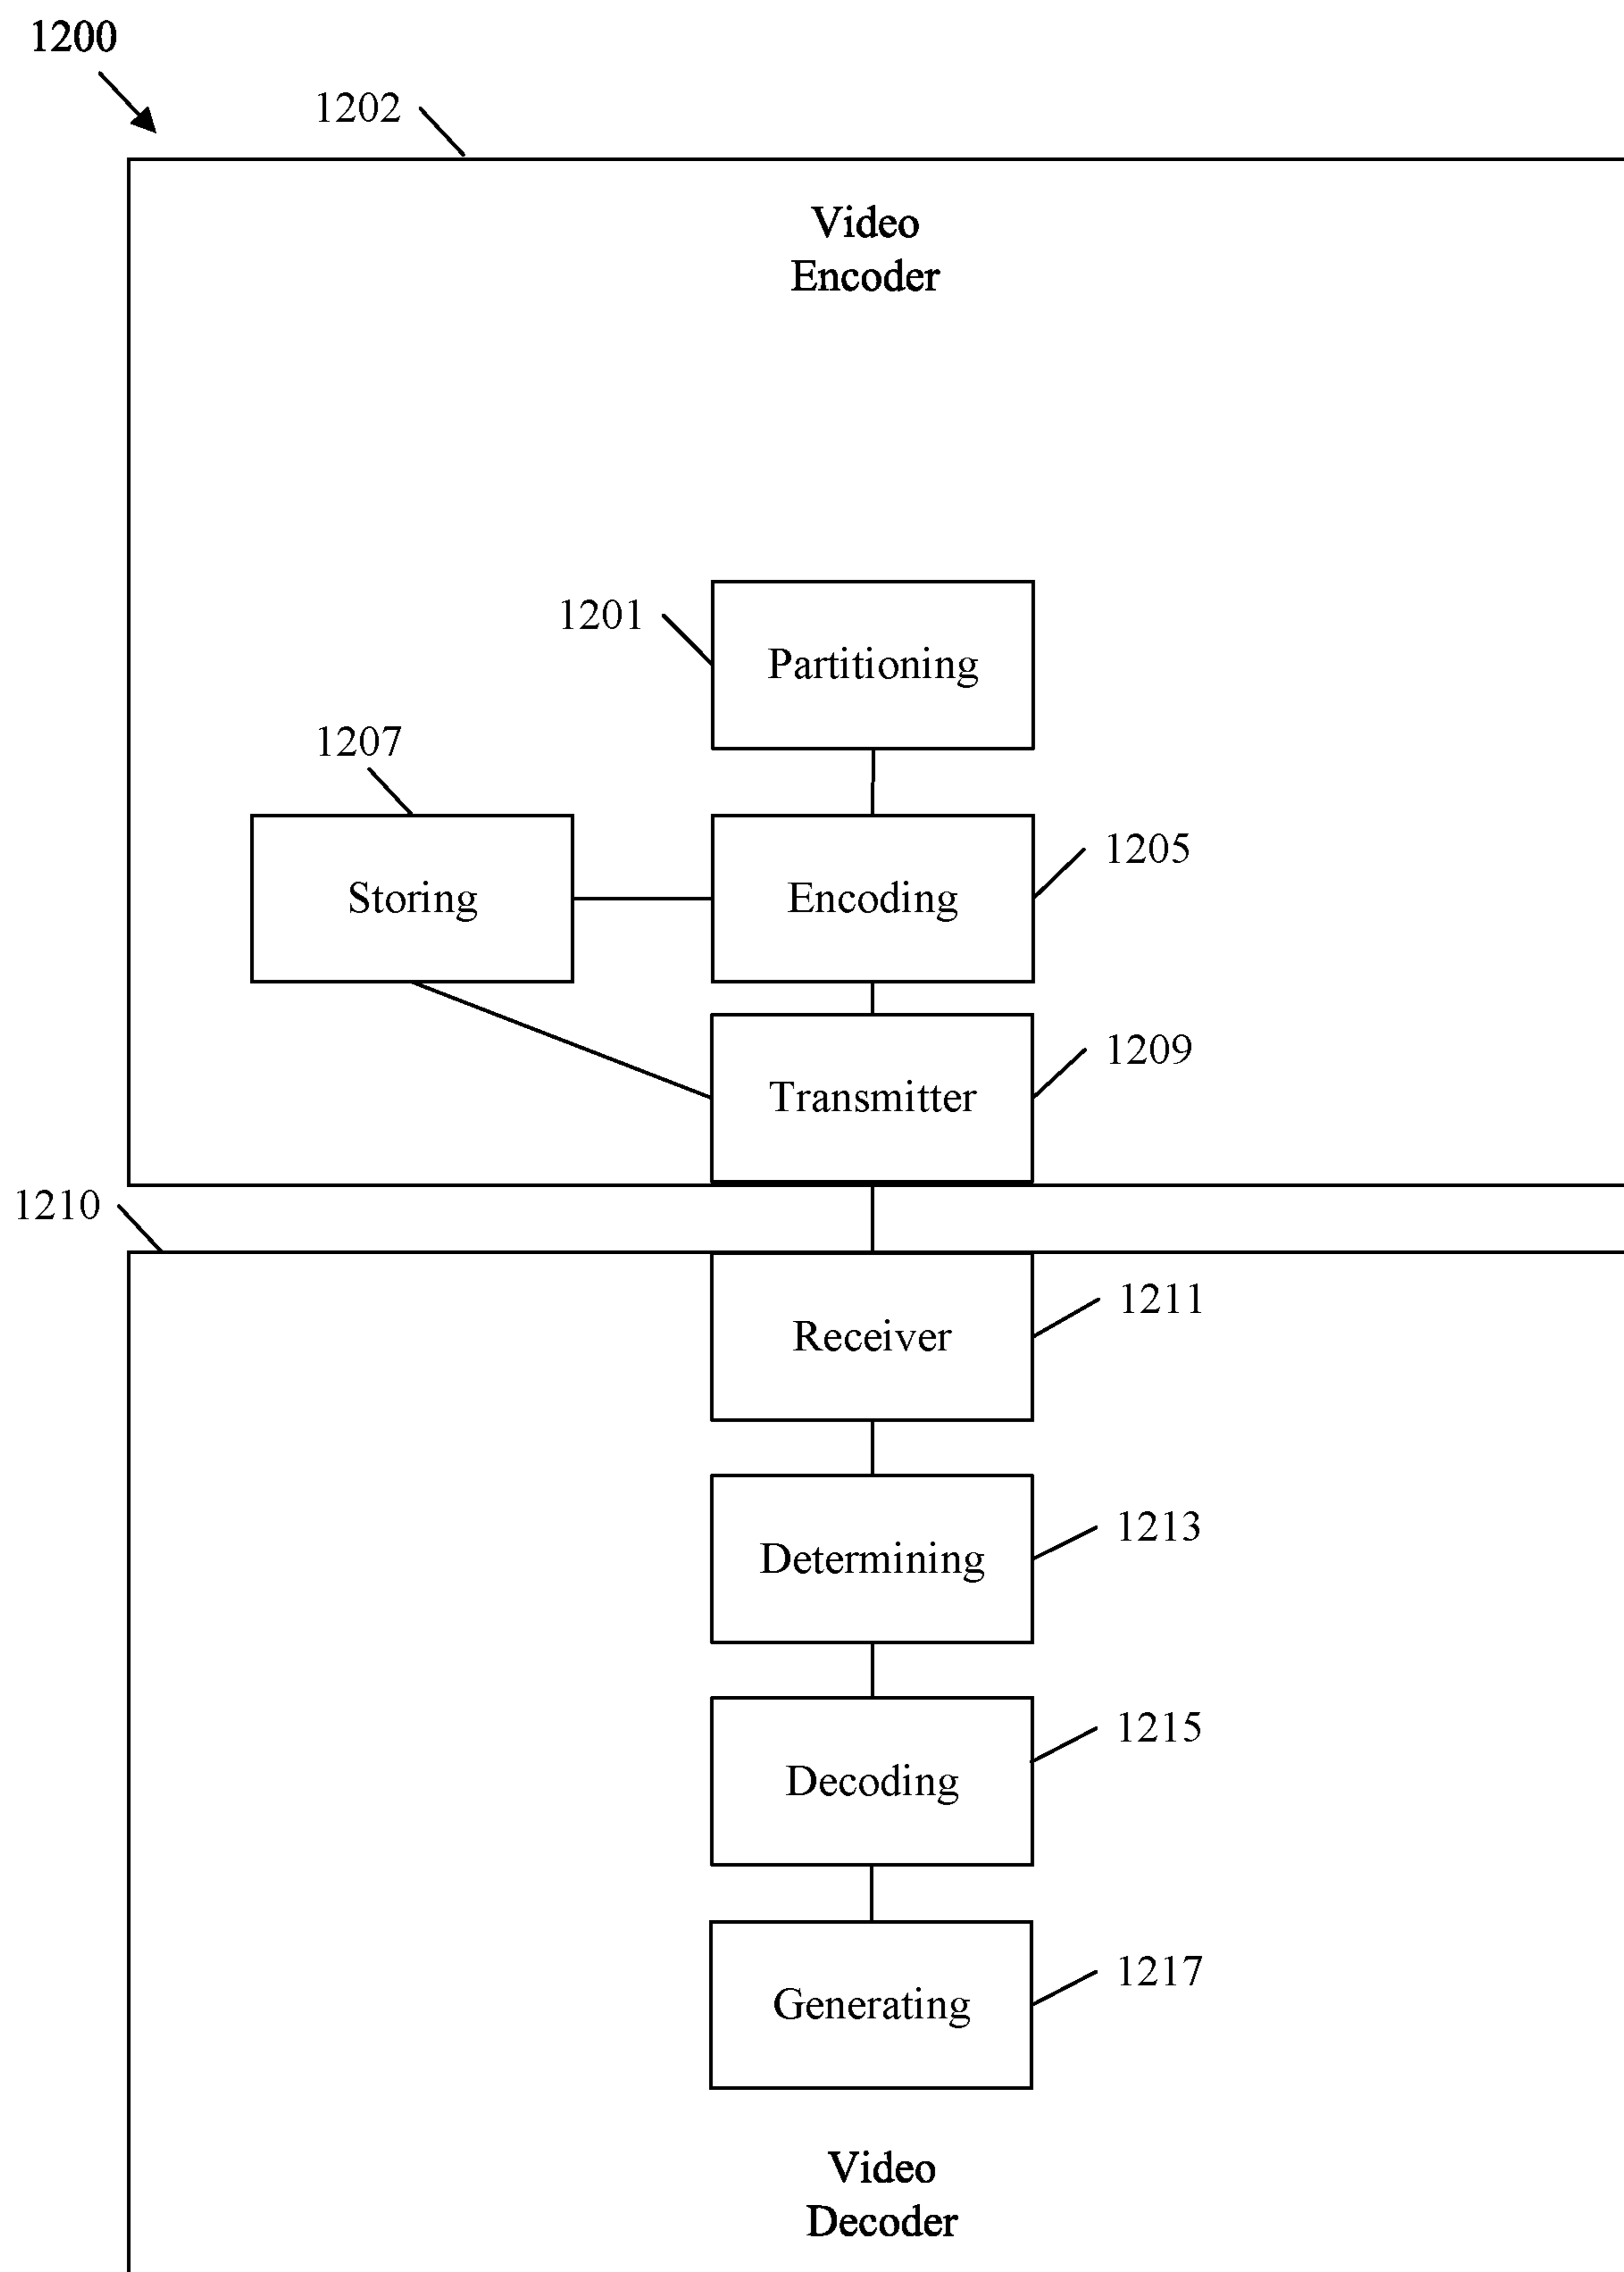 1200
1202
Video
Encoder
1201
Partitioning
1207
Storing
Encoding
1205
Transmitter
1209
1210
Receiver
1211
Determining
1213
Decoding
1215
Generating
1217
Video
Decoder